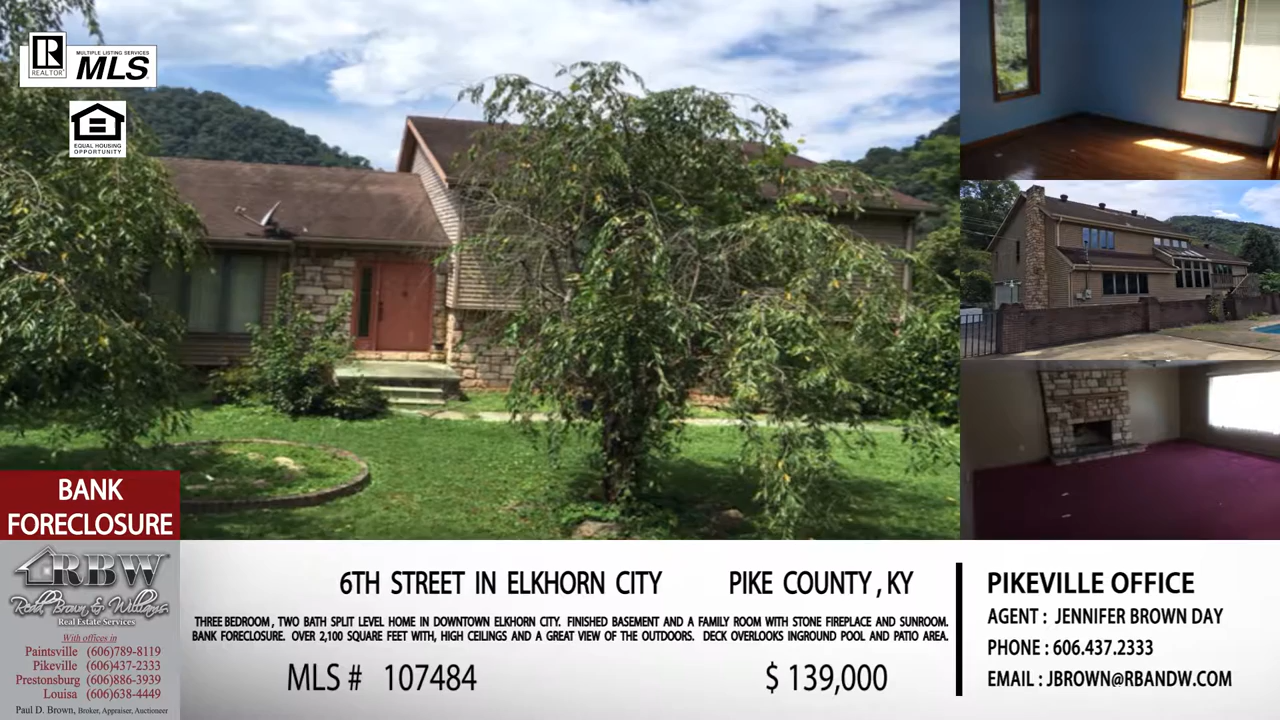 REALTOR®
MULTIPLE LISTING SERVICES
MLS
EQUAL HOUSING
OPPORTUNITY
BANK
FORECLOSURE
RBW
Redd, Brown, & Williams
Real Estate Services
With offices in
Paintsville (606)789-8119
Pikeville (606)437-2333
Prestonsburg (606)886-3939
Louisa (606)638-4449
Paul D. Brown, Broker, Appraiser, Auctioneer
6TH STREET IN ELKHORN CITY PIKE COUNTY, KY
THREE BEDROOM, TWO BATH SPLIT LEVEL HOME IN DOWNTOWN ELKHORN CITY. FINISHED BASEMENT AND A FAMILY ROOM WITH STONE FIREPLACE AND SUNROOM.
BANK FORECLOSURE. OVER 2,100 SQUARE FEET WITH, HIGH CEILINGS AND A GREAT VIEW OF THE OUTDOORS. DECK OVERLOOKS INGROUND POOL AND PATIO AREA.
MLS # 107484 $ 139,000
PIKEVILLE OFFICE
AGENT : JENNIFER BROWN DAY
PHONE : 606.437.2333
EMAIL : JBROWN@RBANDW.COM